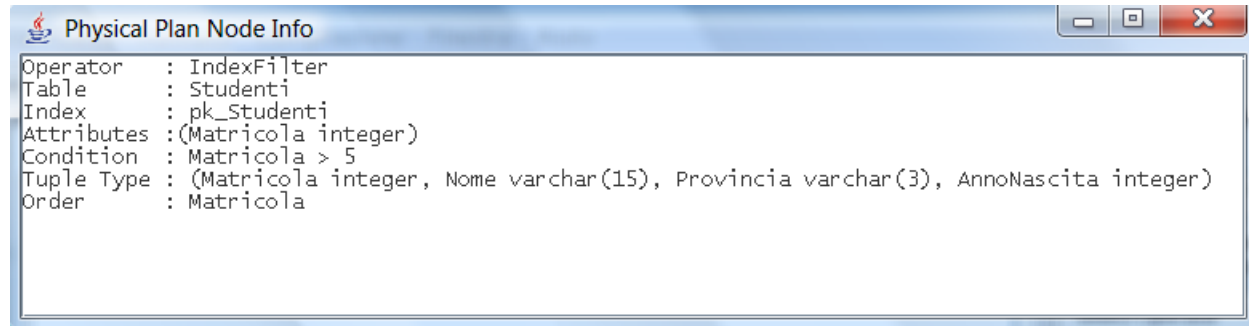 Physical Plan Node Info
Operator   : IndexFilter
Table      : Studenti
Index      : pk_Studenti
Attributes :(Matricola integer)
Condition  : Matricola > 5
Tuple Type : (Matricola integer, Nome varchar(15), Provincia varchar(3), AnnoNascita integer)
Order      : Matricola